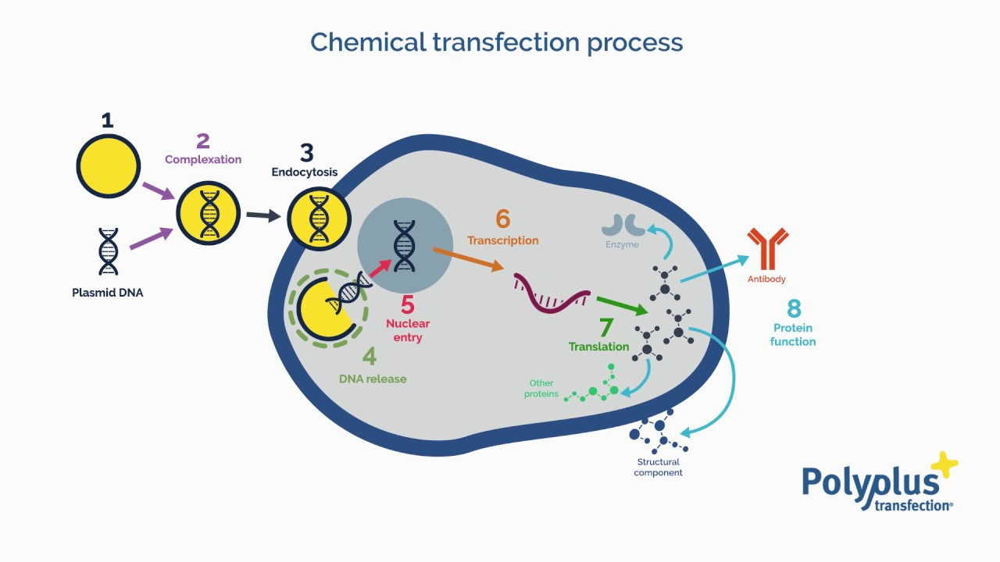 Chemical transfection process
1
2
Complexation
3
Endocytosis
Plasmid DNA
4
DNA release
5
Nuclear
entry
6
Transcription
7
Translation
Enzyme
Antibody
8
Protein
function
Other
proteins
Structural
component
Polyplus
transfection®